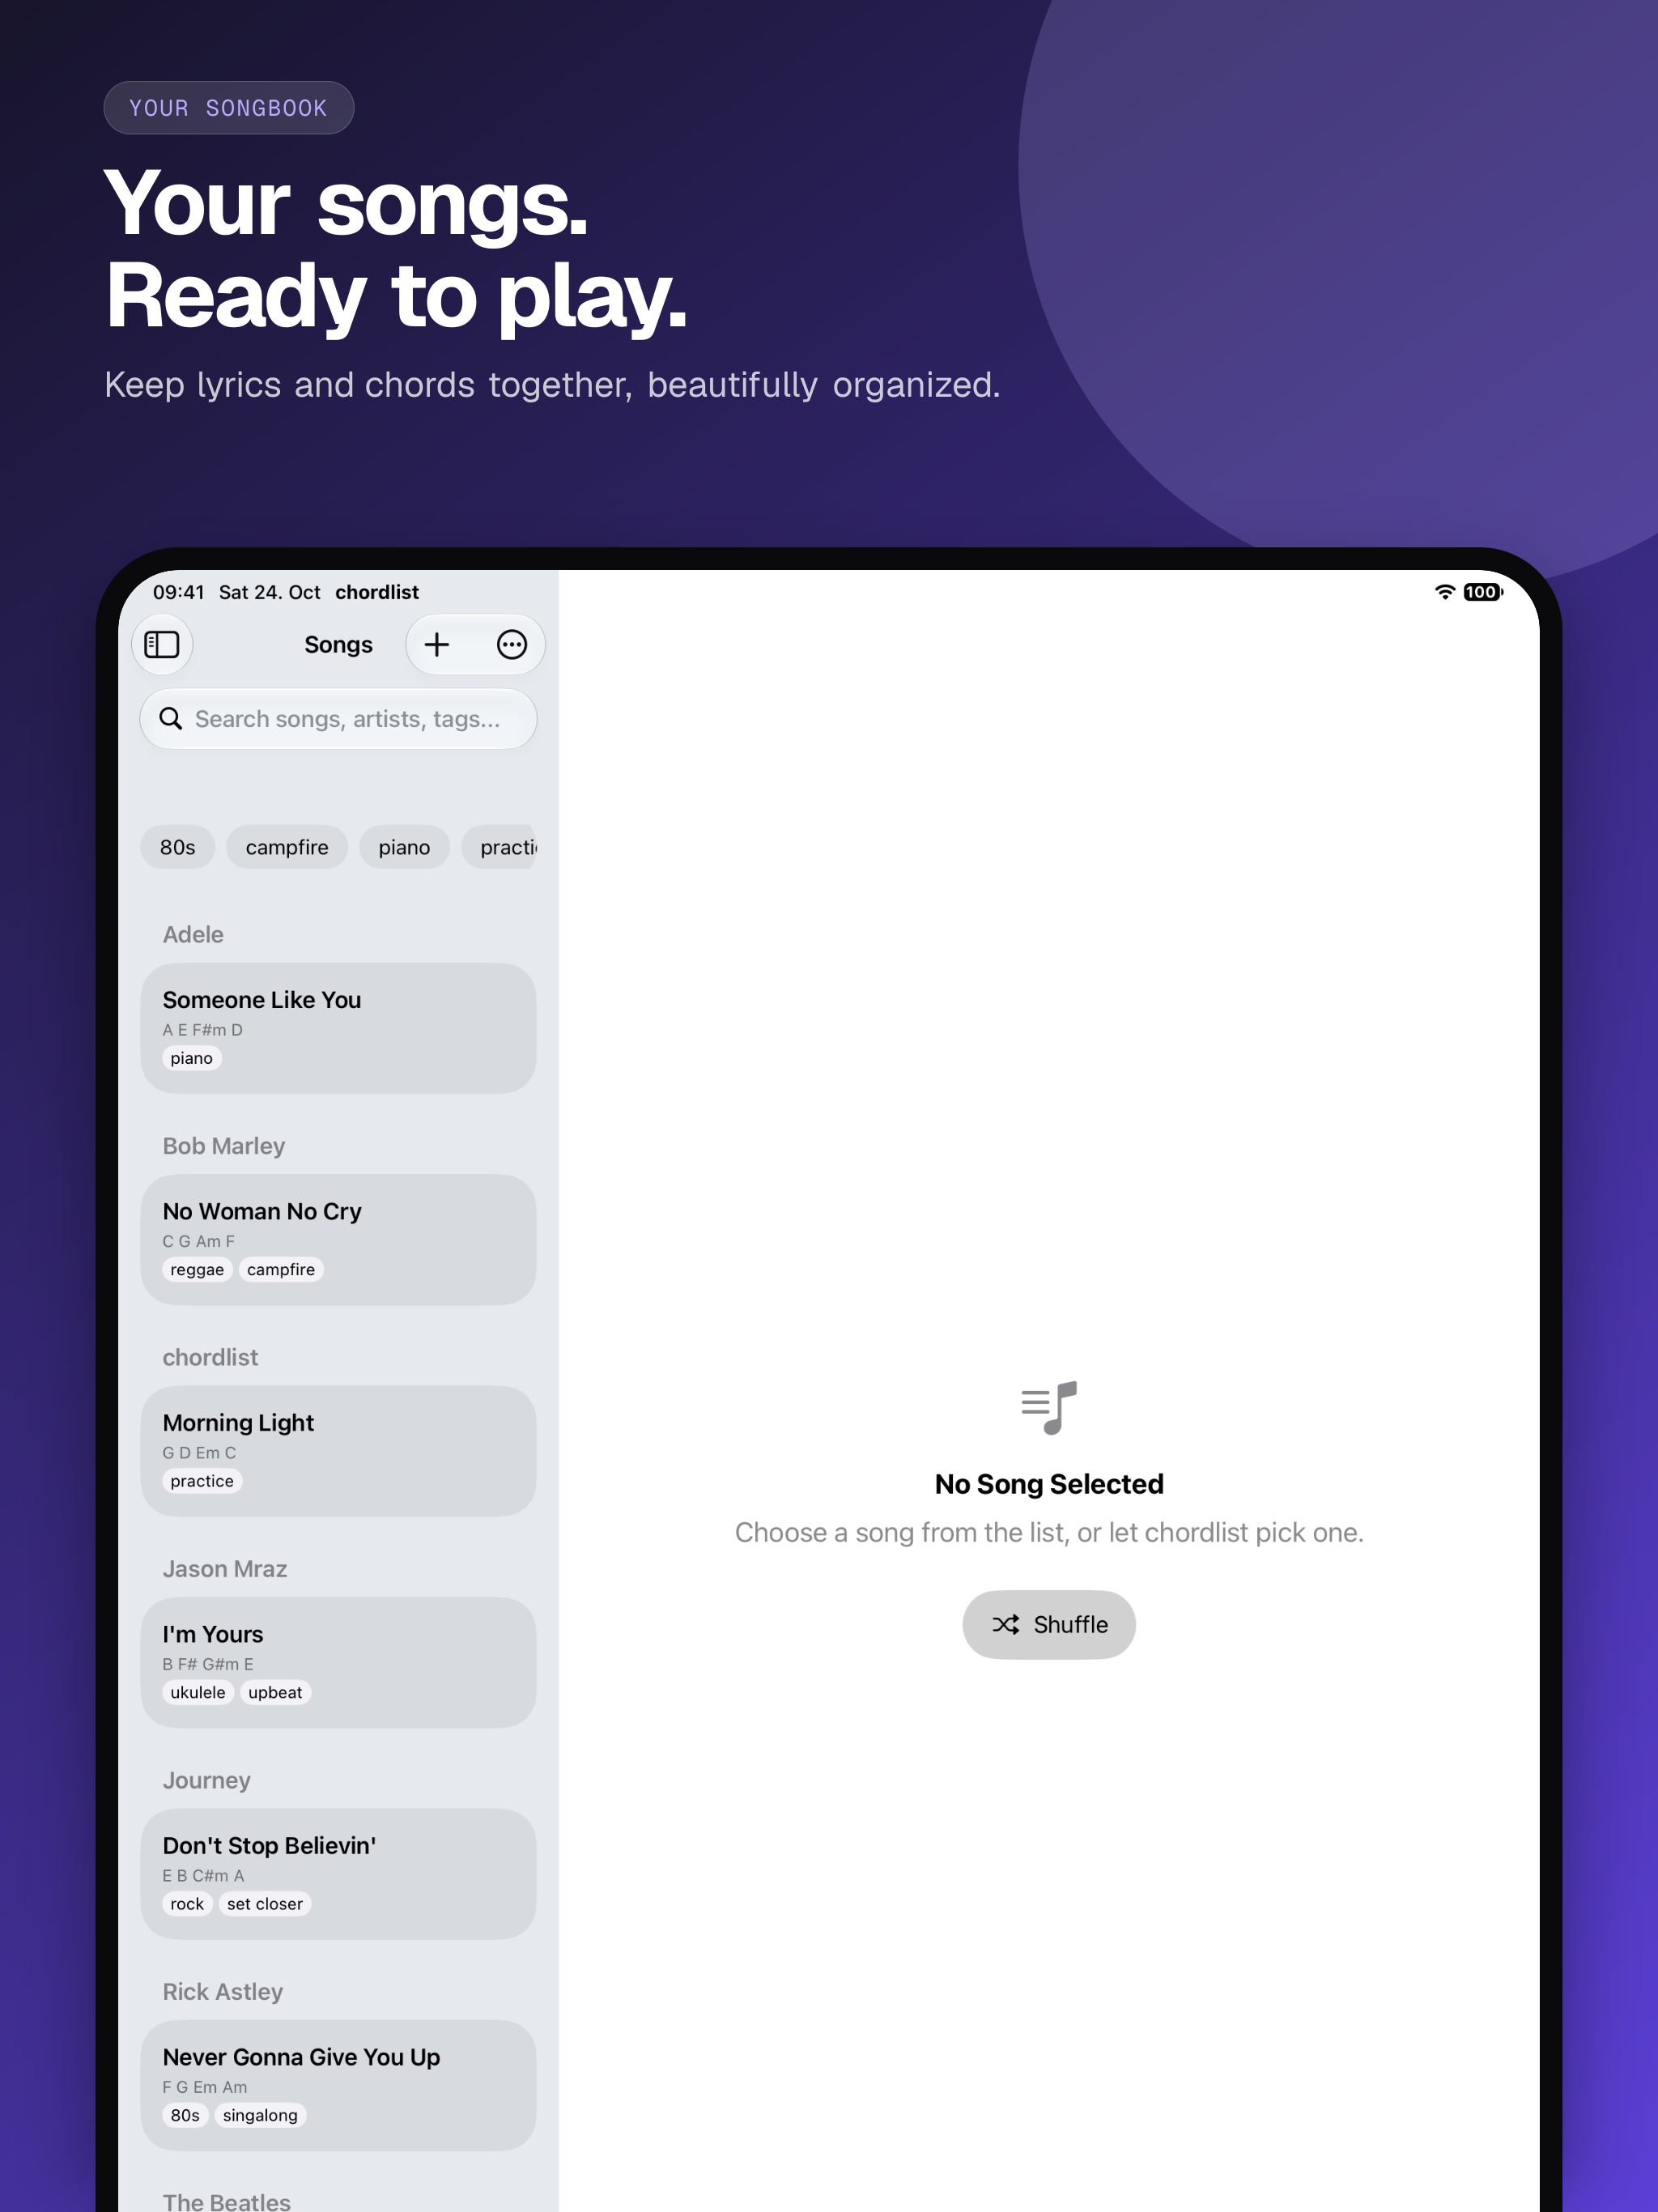 YOUR SONGBOOK
Your songs.
Ready to play.
Keep lyrics and chords together, beautifully organized.
09:41 Sat 24. Oct chordlist
100
Songs
Search songs, artists, tags...
80s campfire piano practi
Adele
Someone Like You
A E F#m D
piano
Bob Marley
No Woman No Cry
C G Am F
reggae campfire
chordlist
Morning Light
G D Em C
practice
Jason Mraz
I'm Yours
B F# G#m E
ukulele upbeat
Journey
Don't Stop Believin'
E B C#m A
rock set closer
Rick Astley
Never Gonna Give You Up
F G Em Am
80s singalong
The Beatles
No Song Selected
Choose a song from the list, or let chordlist pick one.
Shuffle